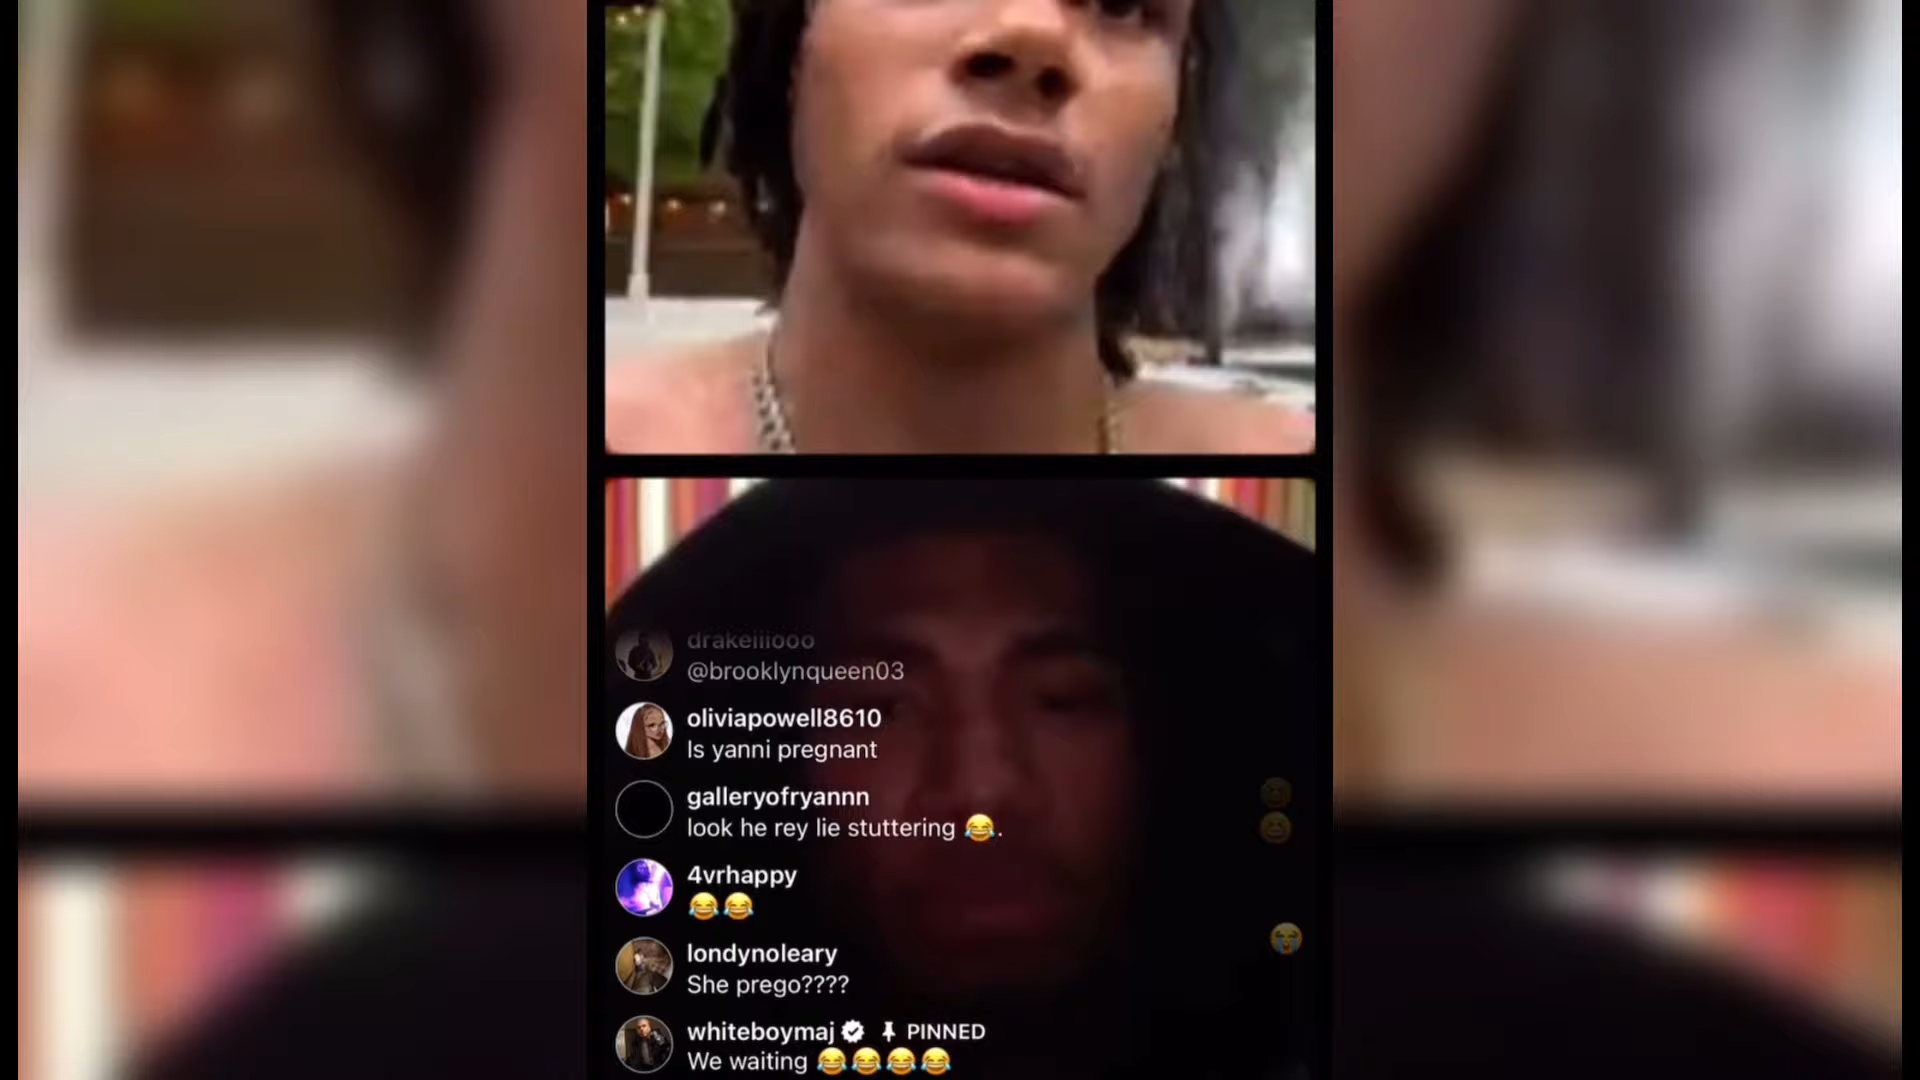 drakeiiiooo
@brooklynqueen03
oliviapowell8610
Is yanni pregnant
galleryofryannn
look he rey lie stuttering 😂.
4vrhappy
😂😂
londynoleary
She prego????
whiteboymaj PINNED
We waiting 😂😂😂😂